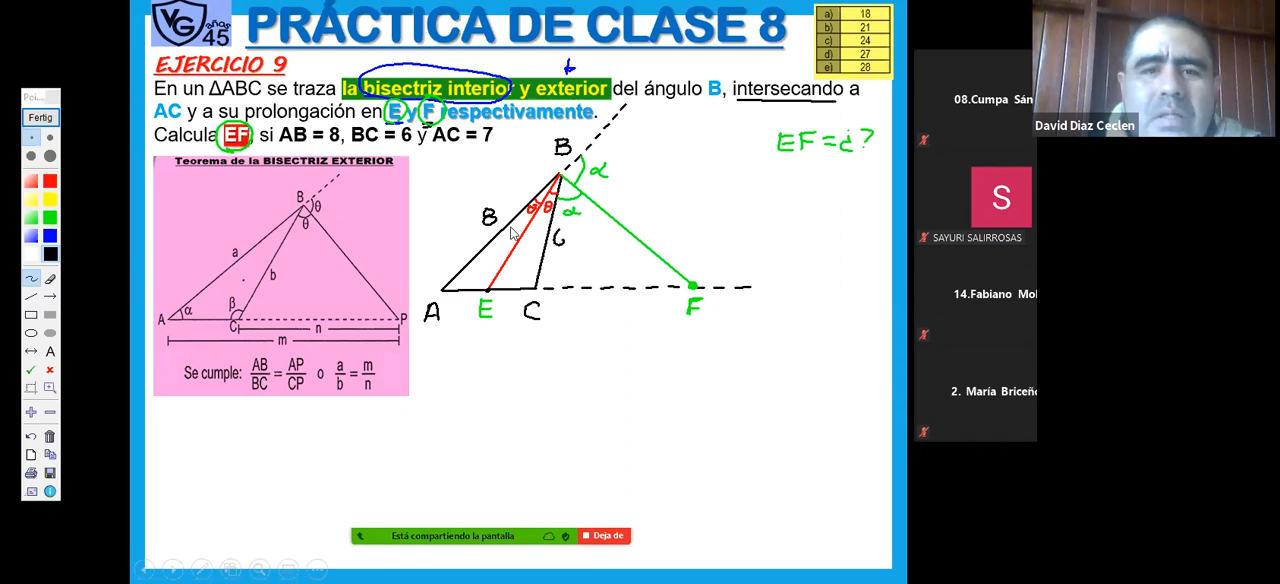 VG
años
45
PRÁCTICA DE CLASE 8
a) 18
b) 21
c) 24
d) 27
e) 28
EJERCICIO 9
En un ΔABC se traza la bisectriz interior y exterior del ángulo B, intersecando a
AC y a su prolongación en E y F respectivamente.
Calcula EF si AB = 8, BC = 6 y AC = 7
EF = ¿?
Teorema de la BISECTRIZ EXTERIOR
B
θ
θ
a
b
β
α
A
C
P
n
m
Se cumple: AB/BC = AP/CP o a/b = m/n
B
α
α
θ θ
8
6
A
E
C
F
Poi...
Fertig
A
Está compartiendo la pantalla
Deja de
David Diaz Ceclen
08.Cumpa Sán
S
SAYURI SALIRROSAS
14.Fabiano Mol
2. María Briceño